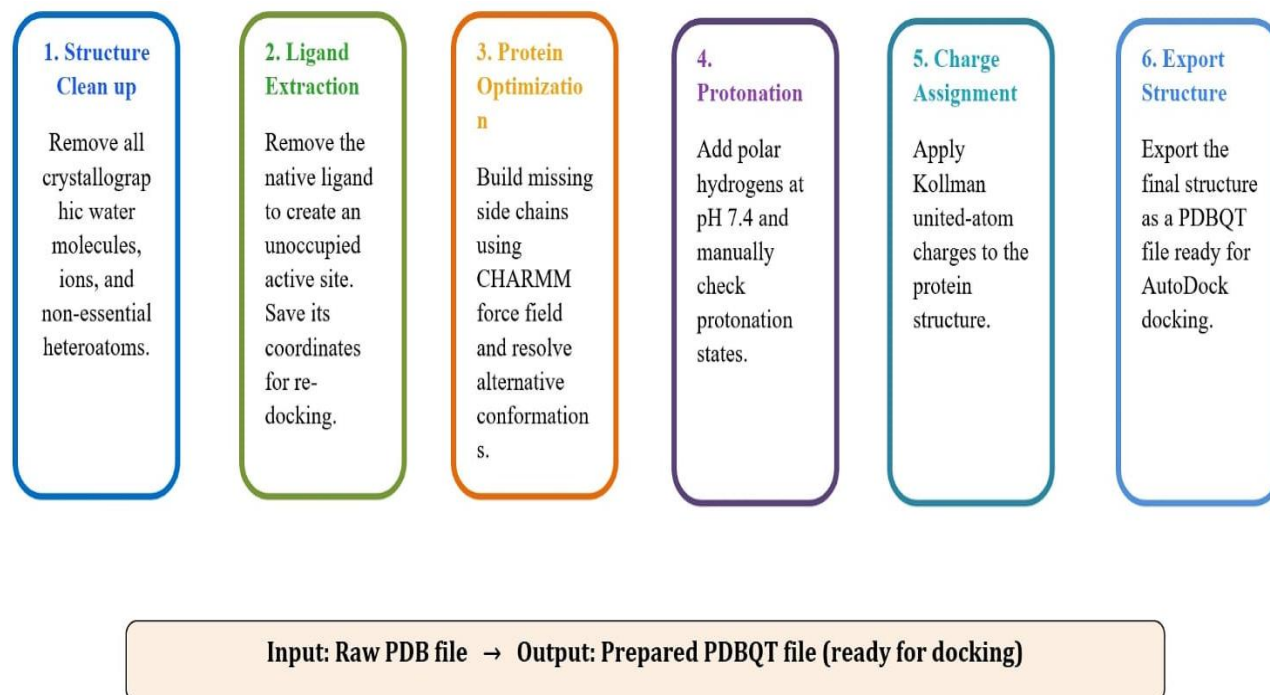 1. Structure
Clean up
Remove all
crystallograp
hic water
molecules,
ions, and
non-essential
heteroatoms.
2. Ligand
Extraction
Remove the
native ligand
to create an
unoccupied
active site.
Save its
coordinates
for re-
docking.
3. Protein
Optimizatio
n
Build missing
side chains
using
CHARMM
force field
and resolve
alternative
conformation
s.
4.
Protonation
Add polar
hydrogens at
pH 7.4 and
manually
check
protonation
states.
5. Charge
Assignment
Apply
Kollman
united-atom
charges to the
protein
structure.
6. Export
Structure
Export the
final structure
as a PDBQT
file ready for
AutoDock
docking.
Input: Raw PDB file → Output: Prepared PDBQT file (ready for docking)